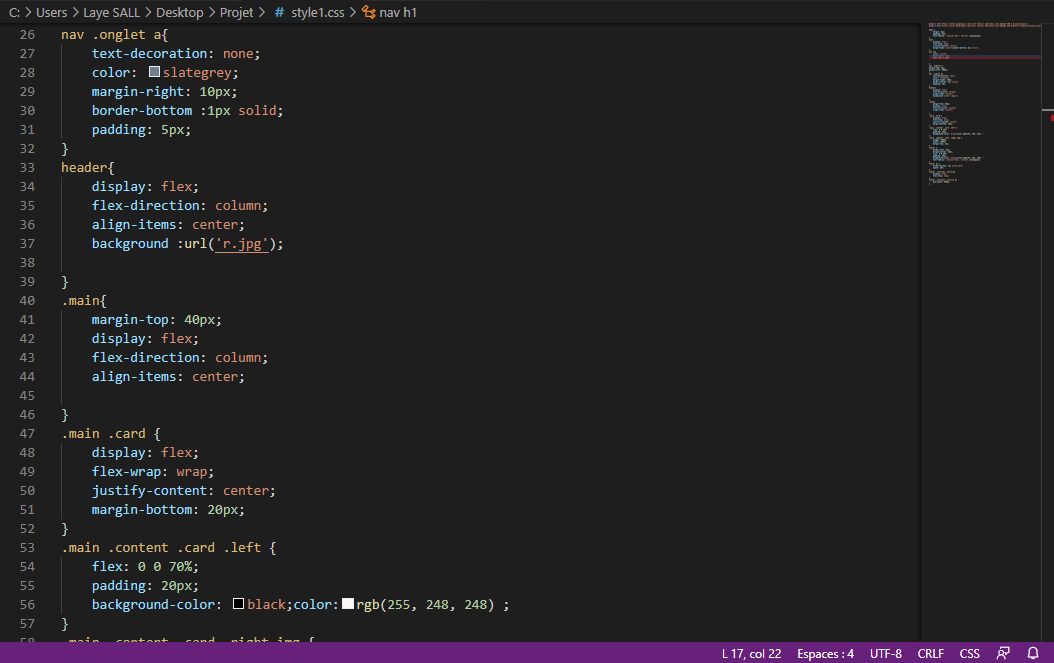 C: > Users > Laye SALL > Desktop > Projet > # style1.css > nav h1
26 nav .onglet a{
27 text-decoration: none;
28 color: slategrey;
29 margin-right: 10px;
30 border-bottom :1px solid;
31 padding: 5px;
32 }
33 header{
34 display: flex;
35 flex-direction: column;
36 align-items: center;
37 background :url('r.jpg');
38
39 }
40 .main{
41 margin-top: 40px;
42 display: flex;
43 flex-direction: column;
44 align-items: center;
45
46 }
47 .main .card {
48 display: flex;
49 flex-wrap: wrap;
50 justify-content: center;
51 margin-bottom: 20px;
52 }
53 .main .content .card .left {
54 flex: 0 0 70%;
55 padding: 20px;
56 background-color: black;color: rgb(255, 248, 248) ;
57 }
58 .main .content .card .right img {
L 17, col 22 Espaces : 4 UTF-8 CRLF CSS